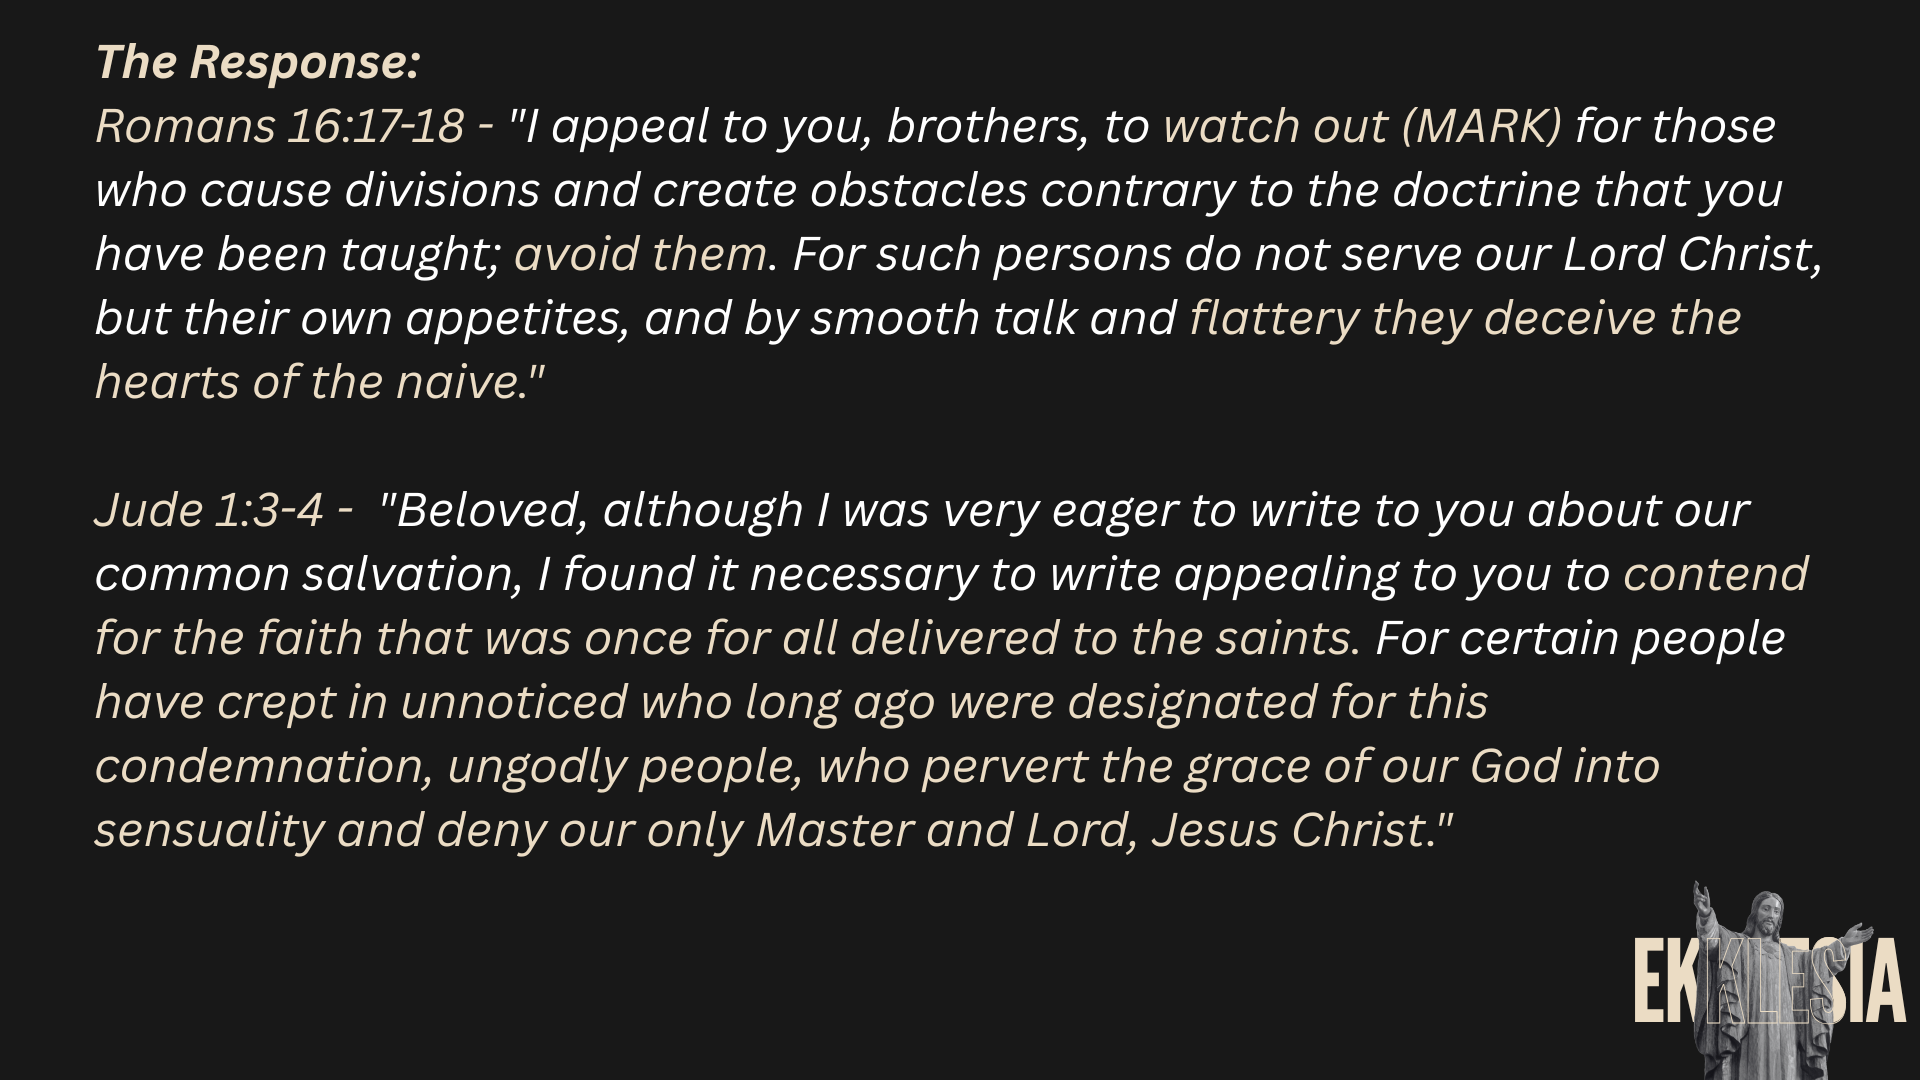 The Response:
Romans 16:17-18 - "I appeal to you, brothers, to watch out (MARK) for those
who cause divisions and create obstacles contrary to the doctrine that you
have been taught; avoid them. For such persons do not serve our Lord Christ,
but their own appetites, and by smooth talk and flattery they deceive the
hearts of the naive."
Jude 1:3-4 -  "Beloved, although I was very eager to write to you about our
common salvation, I found it necessary to write appealing to you to contend
for the faith that was once for all delivered to the saints. For certain people
have crept in unnoticed who long ago were designated for this
condemnation, ungodly people, who pervert the grace of our God into
sensuality and deny our only Master and Lord, Jesus Christ."
EKKLESIA